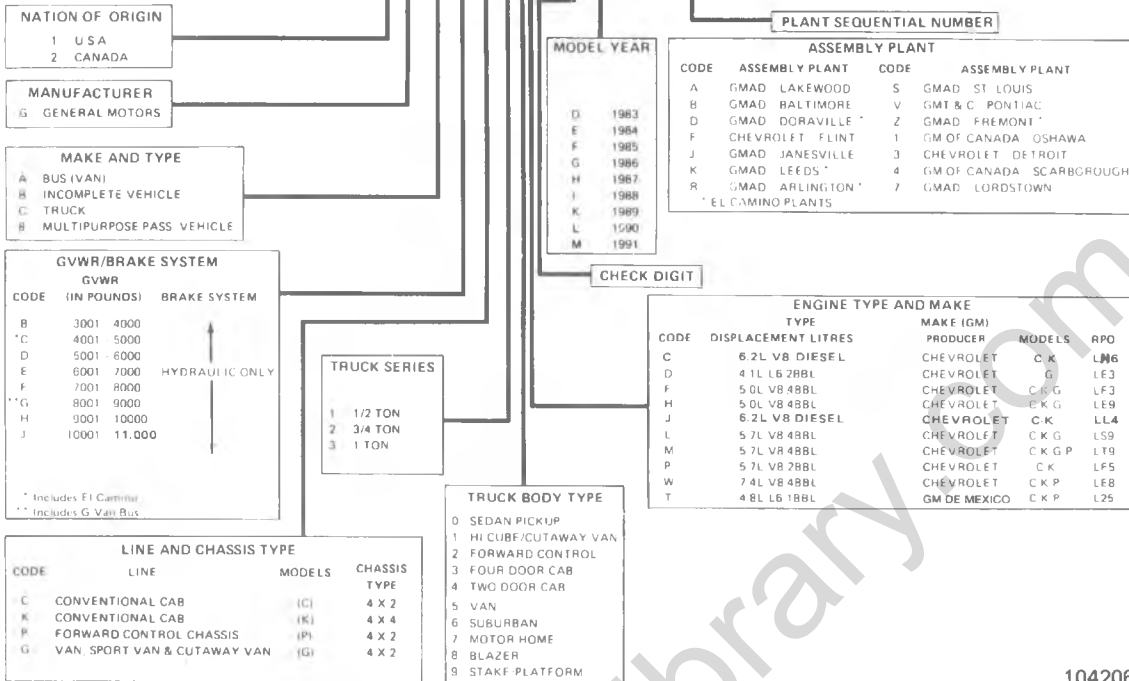 NATION OF ORIGIN
1 USA
2 CANADA
MANUFACTURER
G GENERAL MOTORS
MAKE AND TYPE
A BUS (VAN)
B INCOMPLETE VEHICLE
C TRUCK
8 MULTIPURPOSE PASS VEHICLE
GVWR/BRAKE SYSTEM
GVWR
CODE (IN POUNDS) BRAKE SYSTEM
B 3001 4000
*C 4001 - 5000
D 5001 - 6000
E 6001 7000 HYDRAULIC ONLY
F 7001 8000
**G 8001 9000
H 9001 10000
J 10001 11.000
* Includes El Camino
** Includes G Van Bus
LINE AND CHASSIS TYPE
CODE LINE MODELS CHASSIS
TYPE
C CONVENTIONAL CAB (C) 4 X 2
K CONVENTIONAL CAB (K) 4 X 4
P FORWARD CONTROL CHASSIS (P) 4 X 2
G VAN, SPORT VAN & CUTAWAY VAN (G) 4 X 2
TRUCK SERIES
1 1/2 TON
2 3/4 TON
3 1 TON
TRUCK BODY TYPE
0 SEDAN PICKUP
1 HI CUBE/CUTAWAY VAN
2 FORWARD CONTROL
3 FOUR DOOR CAB
4 TWO DOOR CAB
5 VAN
6 SUBURBAN
7 MOTOR HOME
8 BLAZER
9 STAKE PLATFORM
MODEL YEAR
D 1983
E 1984
F 1985
G 1986
H 1987
1988
K 1989
L 1990
M 1991
PLANT SEQUENTIAL NUMBER
ASSEMBLY PLANT
CODE ASSEMBLY PLANT CODE ASSEMBLY PLANT
A GMAD LAKEWOOD S GMAD ST LOUIS
B GMAD BALTIMORE V GMT & C PONTIAC
D GMAD DORAVILLE * Z GMAD FREMONT *
F CHEVROLET FLINT 1 GM OF CANADA OSHAWA
J GMAD JANESVILLE 3 CHEVROLET DETROIT
K GMAD LEEDS * 4 GM OF CANADA SCARBOROUGH
R GMAD ARLINGTON * 7 GMAD LORDSTOWN
* EL CAMINO PLANTS
CHECK DIGIT
ENGINE TYPE AND MAKE
TYPE MAKE (GM)
CODE DISPLACEMENT LITRES PRODUCER MODELS RPO
C 6.2L V8 DIESEL CHEVROLET C K LH6
D 4 1L L6 2BBL CHEVROLET G LE3
F 5 0L V8 4BBL CHEVROLET C K G LF3
H 5 0L V8 4BBL CHEVROLET C K G LE9
J 6.2L V8 DIESEL CHEVROLET C-K LL4
L 5 7L V8 4BBL CHEVROLET C K G LS9
M 5 7L V8 4BBL CHEVROLET C K G P LT9
P 5 7L V8 2BBL CHEVROLET C K LF5
W 7 4L V8 4BBL CHEVROLET C K P LE8
T 4 8L L6 1BBL GM DE MEXICO C K P L25
104206
library.com